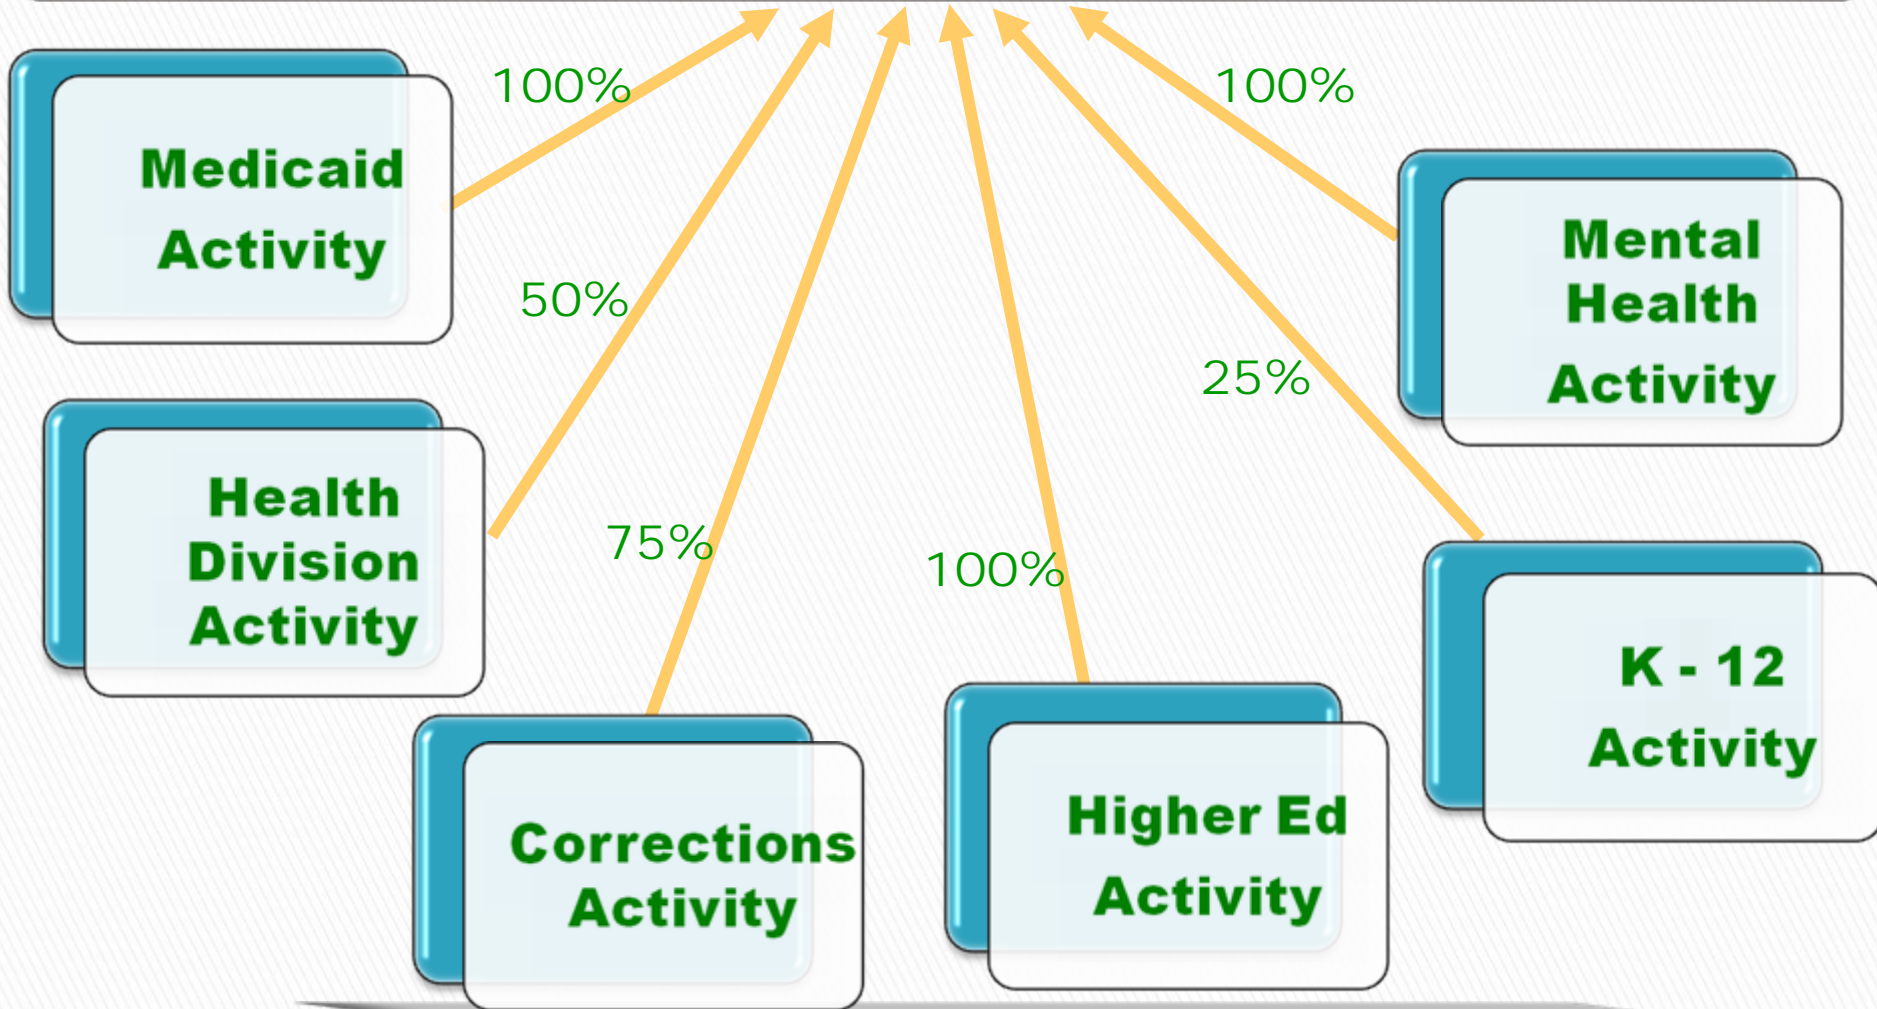 100%
100%
Medicaid
Activity
Mental
Health
Activity
50%
25%
Health
Division
Activity
75%
100%
K - 12
Activity
Corrections
Activity
Higher Ed
Activity